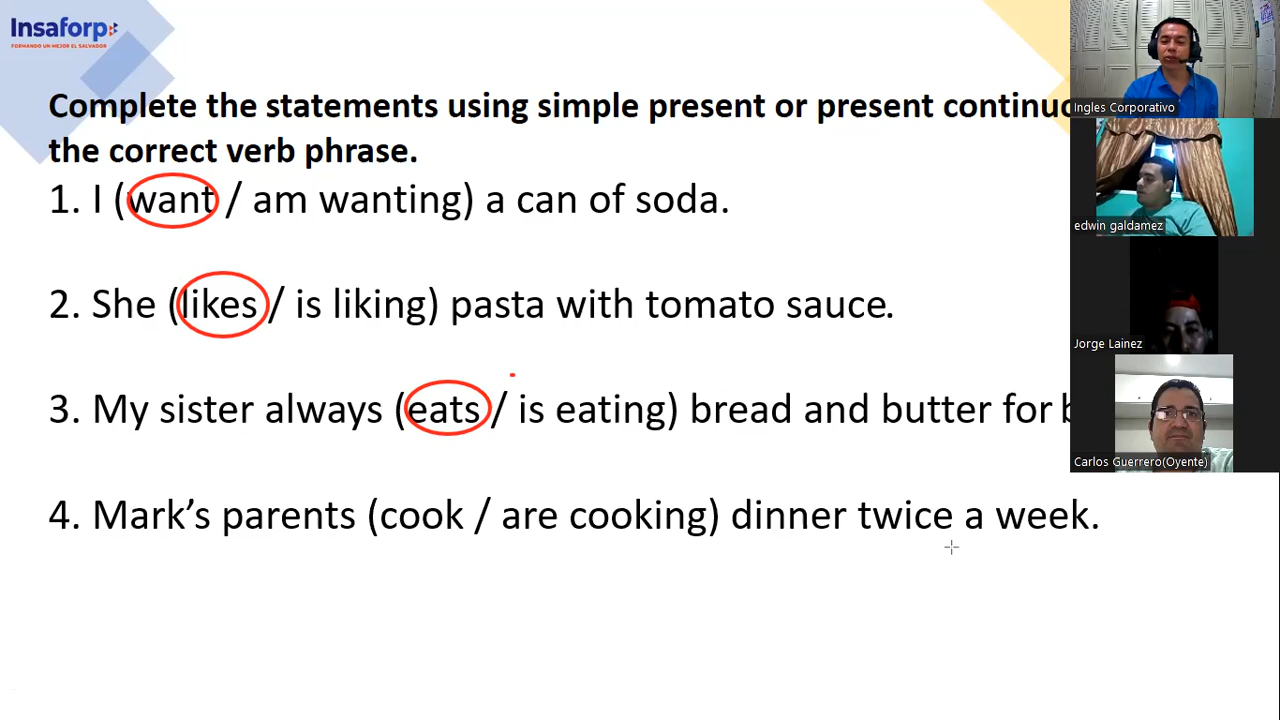 Insaforp
FORMANDO UN MEJOR EL SALVADOR
Complete the statements using simple present or present continuo
the correct verb phrase.
1. I (want / am wanting) a can of soda.
2. She (likes / is liking) pasta with tomato sauce.
3. My sister always (eats / is eating) bread and butter for b
4. Mark's parents (cook / are cooking) dinner twice a week.
Ingles Corporativo
edwin galdamez
Jorge Lainez
Carlos Guerrero(Oyente)